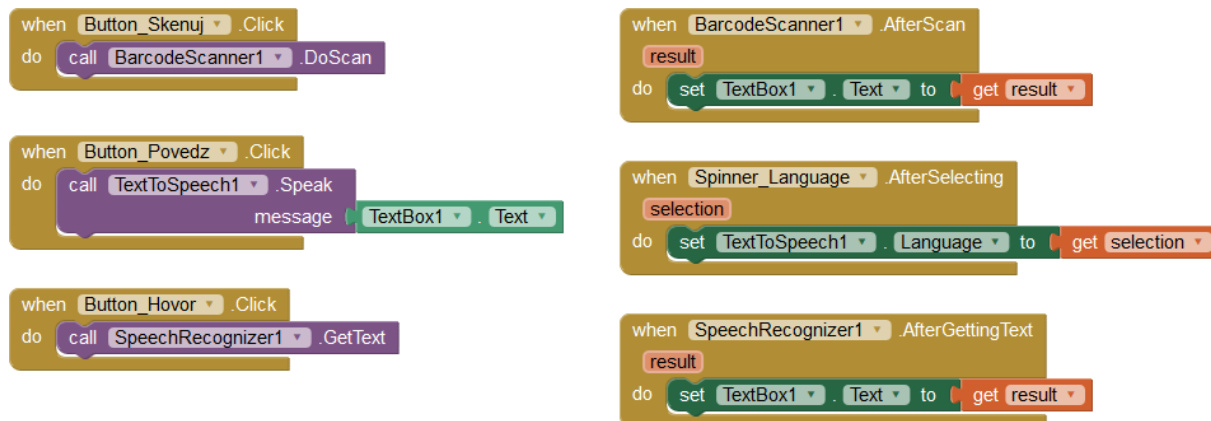 when Button_Skenuj .Click
do call BarcodeScanner1 .DoScan
when Button_Povedz .Click
do call TextToSpeech1 .Speak
message TextBox1 . Text
when Button_Hovor .Click
do call SpeechRecognizer1 .GetText
when BarcodeScanner1 .AfterScan
result
do set TextBox1 . Text to get result
when Spinner_Language .AfterSelecting
selection
do set TextToSpeech1 . Language to get selection
when SpeechRecognizer1 .AfterGettingText
result
do set TextBox1 . Text to get result